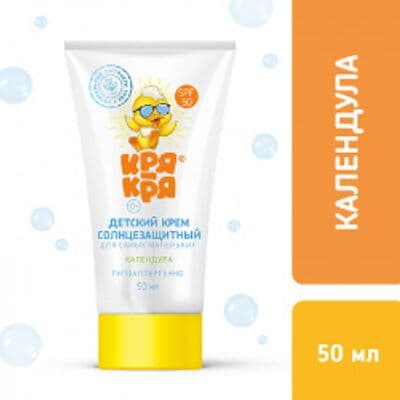 SPF
50
КРЯ®
КРЯ
0+
ДЕТСКИЙ КРЕМ
СОЛНЦЕЗАЩИТНЫЙ
ДЛЯ САМЫХ МАЛЕНЬКИХ
КАЛЕНДУЛА
ГИПОАЛЛЕРГЕННО
50 мл
КАЛЕНДУЛА
50 мл